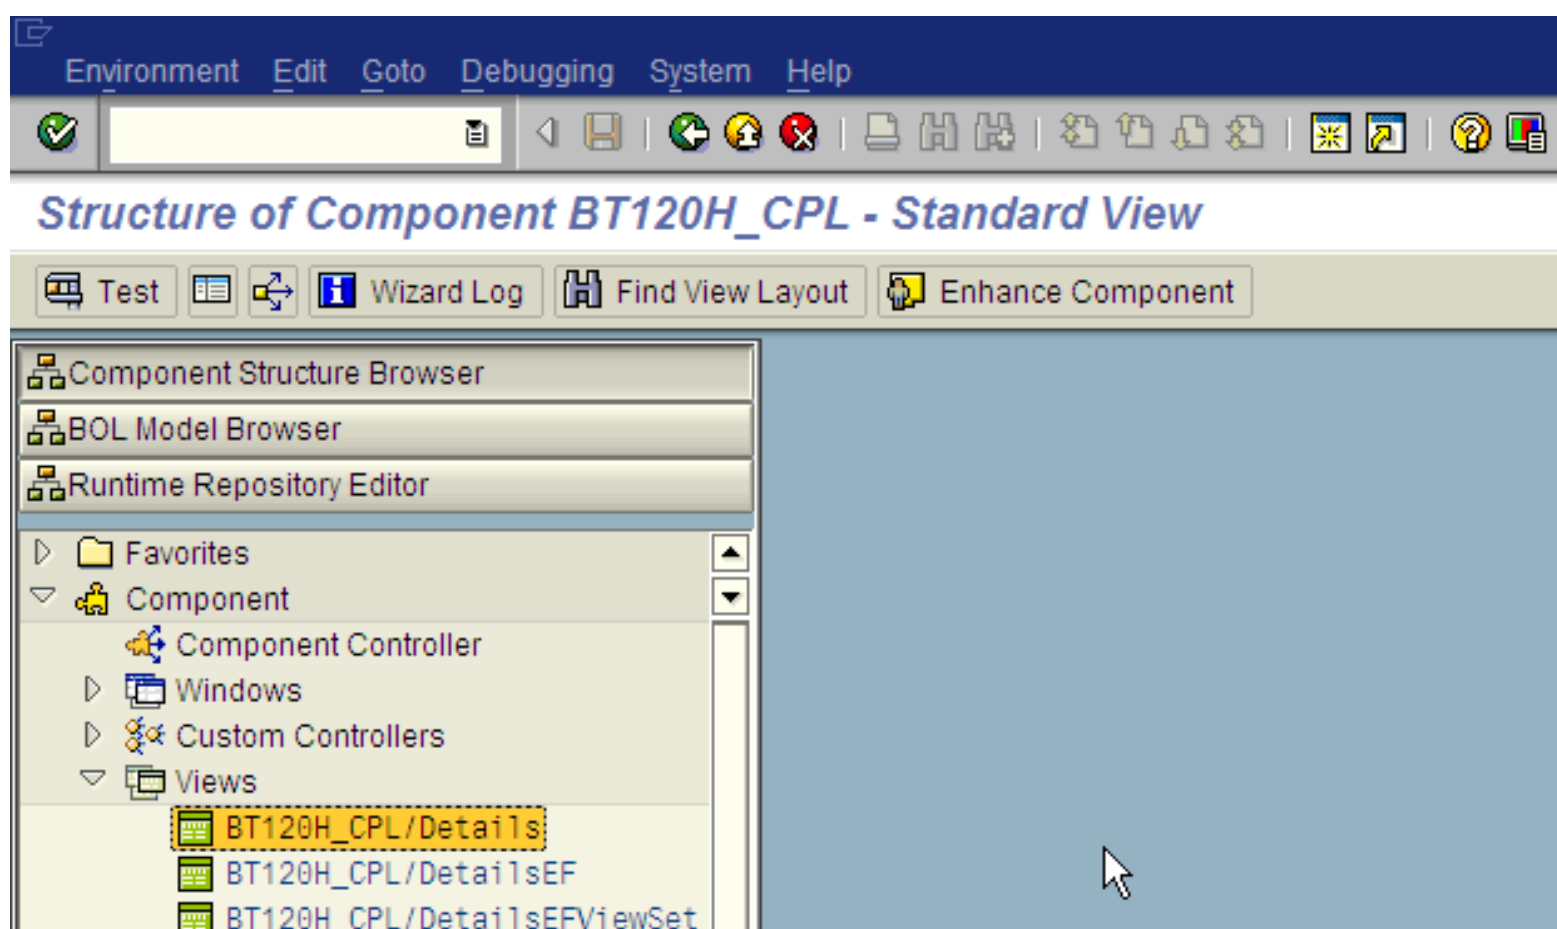 Environment Edit Goto Debugging System Help
Structure of Component BT120H_CPL - Standard View
Test Wizard Log Find View Layout Enhance Component
Component Structure Browser
BOL Model Browser
Runtime Repository Editor
Favorites
Component
Component Controller
Windows
Custom Controllers
Views
BT120H_CPL/Details
BT120H_CPL/DetailsEF
BT120H_CPL/DetailsEFViewSet